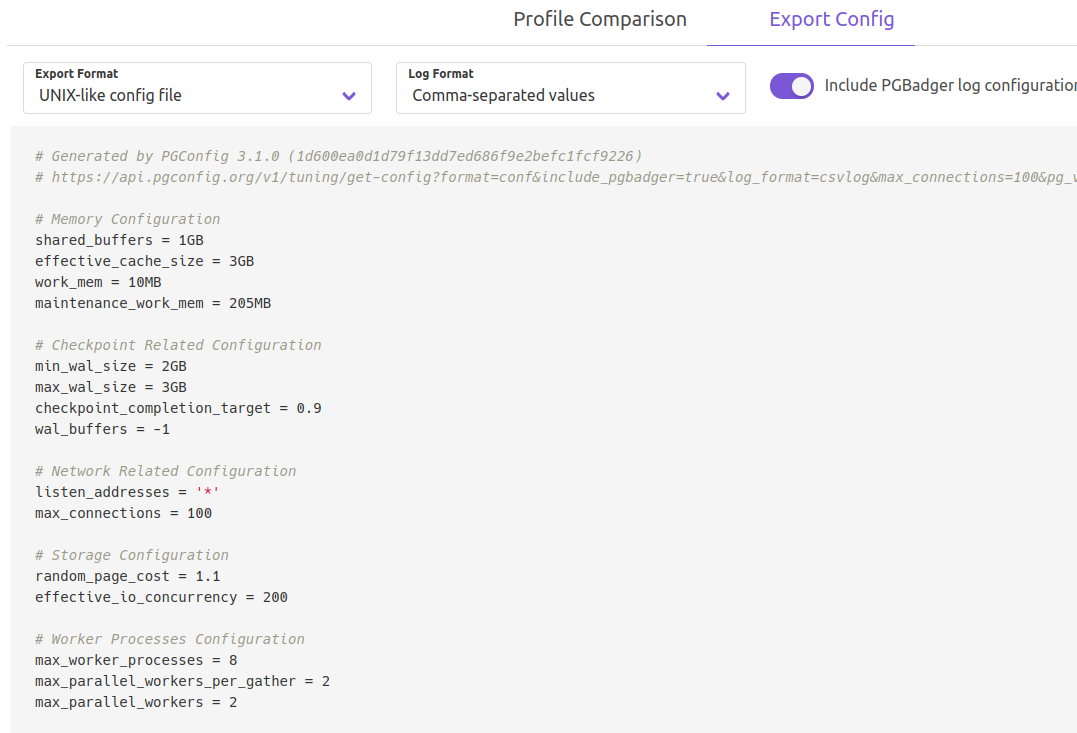 Profile Comparison
Export Config
Export Format
UNIX-like config file
Log Format
Comma-separated values
Include PGBadger log configuration
# Generated by PGConfig 3.1.0 (1d600ea0d1d79f13dd7ed686f9e2befc1fcf9226)
# https://api.pgconfig.org/v1/tuning/get-config?format=conf&include_pgbadger=true&log_format=csvlog&max_connections=100&pg_v
# Memory Configuration
shared_buffers = 1GB
effective_cache_size = 3GB
work_mem = 10MB
maintenance_work_mem = 205MB
# Checkpoint Related Configuration
min_wal_size = 2GB
max_wal_size = 3GB
checkpoint_completion_target = 0.9
wal_buffers = -1
# Network Related Configuration
listen_addresses = '*'
max_connections = 100
# Storage Configuration
random_page_cost = 1.1
effective_io_concurrency = 200
# Worker Processes Configuration
max_worker_processes = 8
max_parallel_workers_per_gather = 2
max_parallel_workers = 2